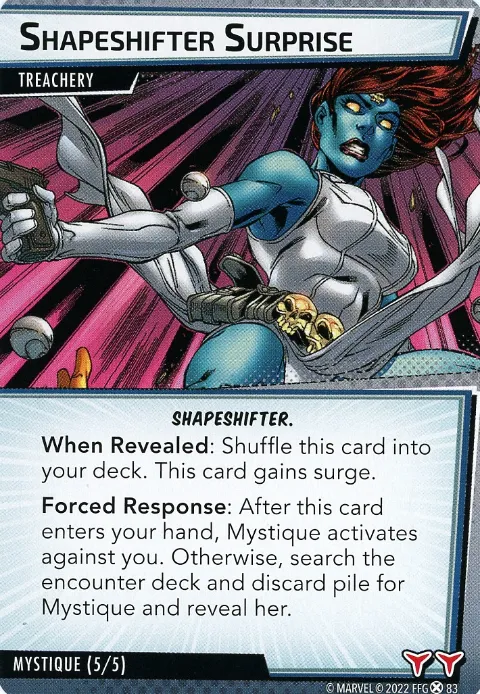 Shapeshifter Surprise
TREACHERY
SHAPESHIFTER.
When Revealed: Shuffle this card into
your deck. This card gains surge.
Forced Response: After this card
enters your hand, Mystique activates
against you. Otherwise, search the
encounter deck and discard pile for
Mystique and reveal her.
MYSTIQUE (5/5)
© MARVEL © 2022 FFG 83